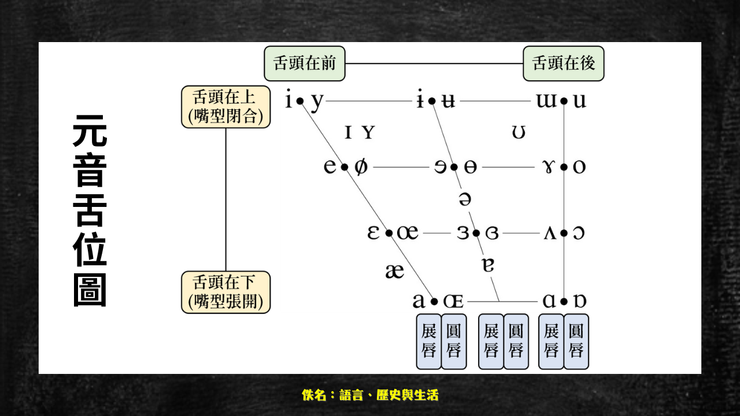 舌頭在前 舌頭在後
舌頭在上
(嘴型閉合)
i y ɨ ʉ ɯ u
ɪ ʏ ʊ
e ø ɘ ɵ ɤ o
ə
ɛ œ ɜ ɞ ʌ ɔ
æ ɐ
舌頭在下
(嘴型張開)
a ɶ ɑ ɒ
展唇 圓唇 展唇 圓唇 展唇 圓唇
元音舌位圖
佚名：語言、歷史與生活